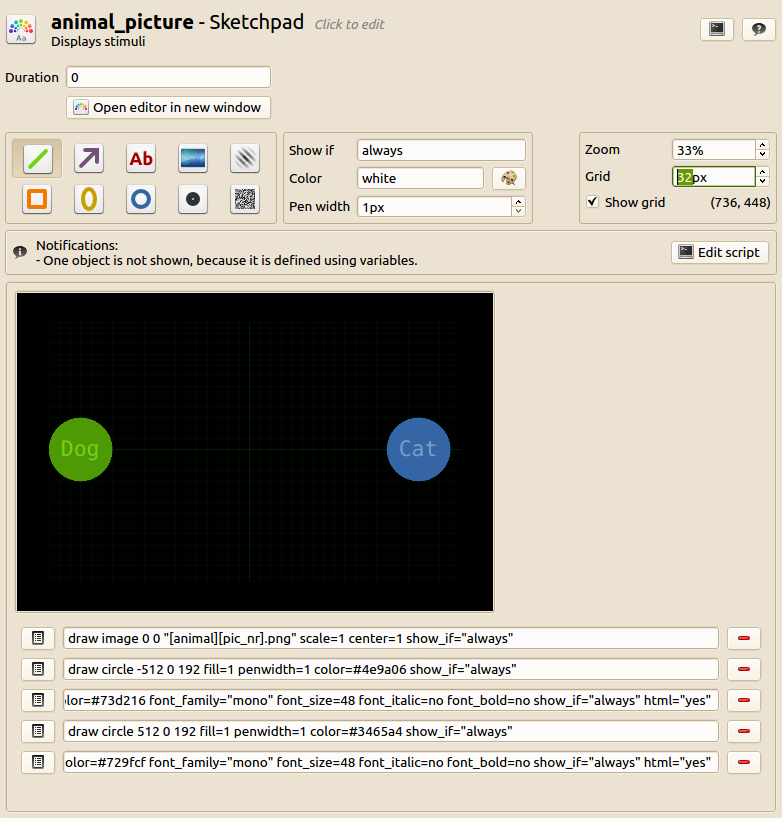 animal_picture - Sketchpad Click to edit
Displays stimuli
Duration 0
Open editor in new window
Show if always
Color white
Pen width 1px
Zoom 33%
Grid 32px
Show grid (736, 448)
Ab
Aa
Notifications:
- One object is not shown, because it is defined using variables.
Edit script
Dog
Cat
draw image 0 0 "[animal][pic_nr].png" scale=1 center=1 show_if="always"
draw circle -512 0 192 fill=1 penwidth=1 color=#4e9a06 show_if="always"
olor=#73d216 font_family="mono" font_size=48 font_italic=no font_bold=no show_if="always" html="yes"
draw circle 512 0 192 fill=1 penwidth=1 color=#3465a4 show_if="always"
olor=#729fcf font_family="mono" font_size=48 font_italic=no font_bold=no show_if="always" html="yes"